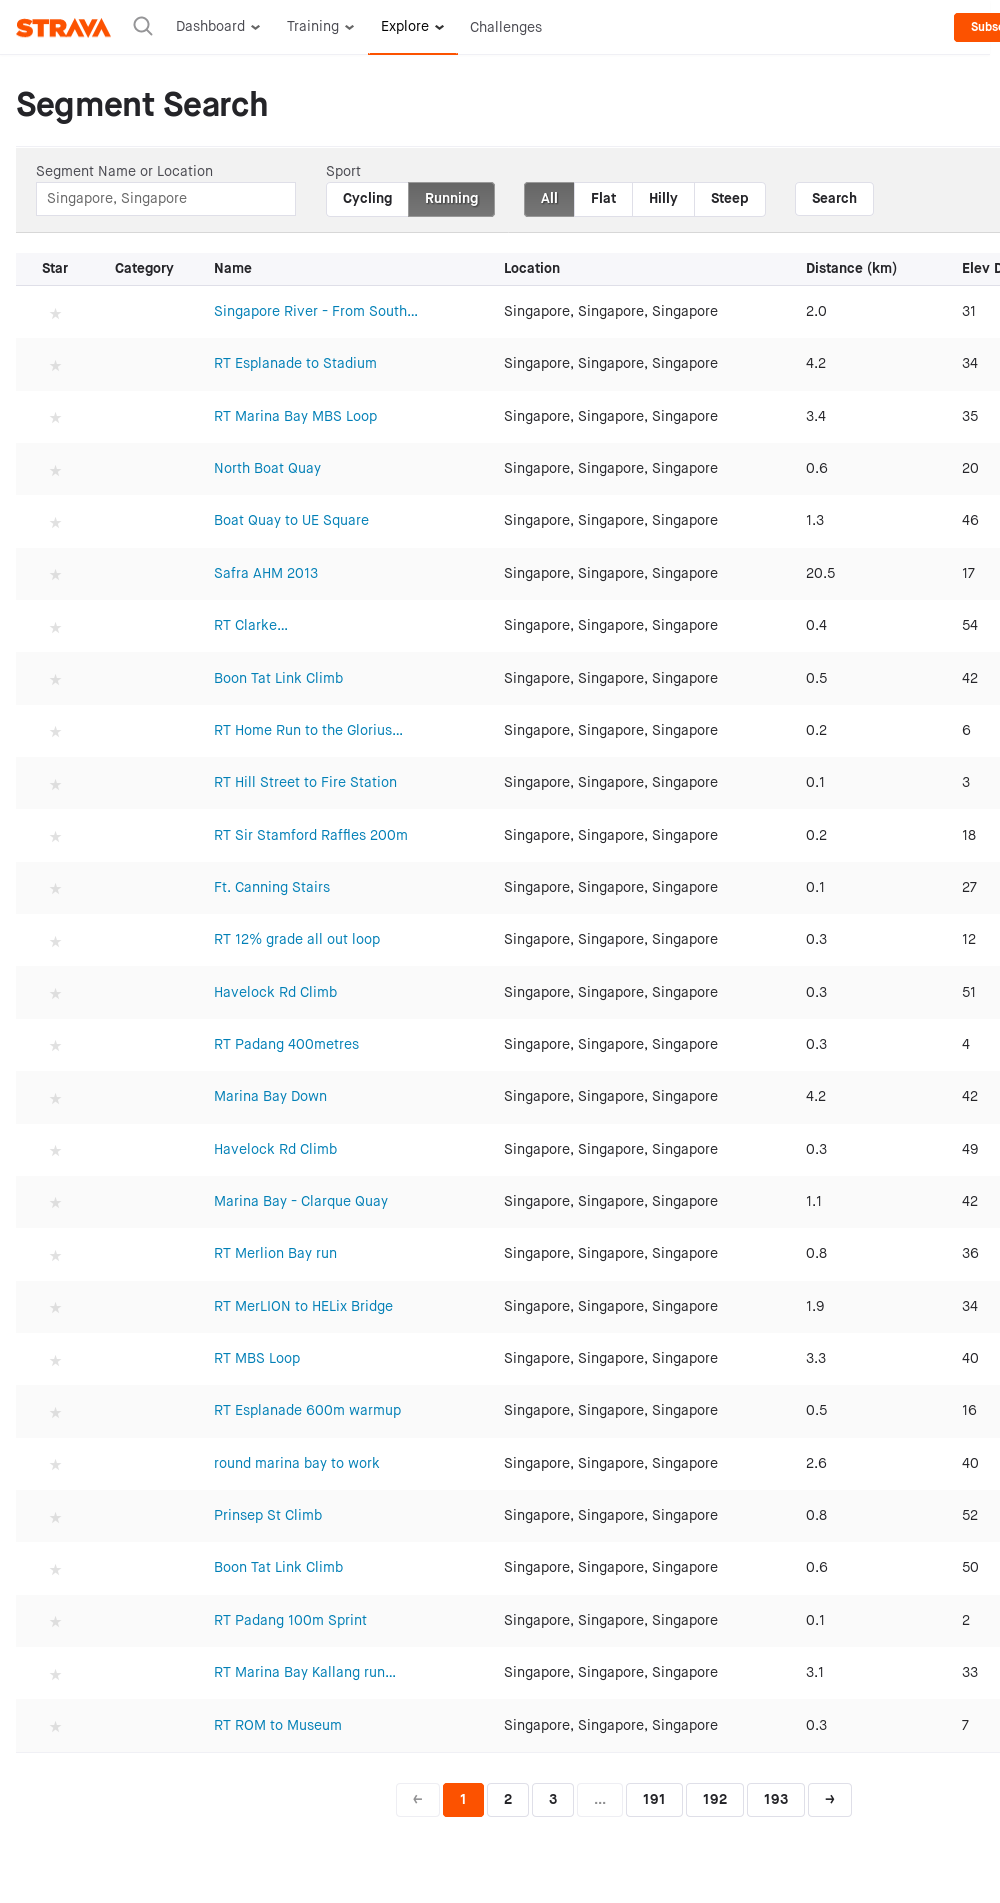 STRAVA Dashboard Training Explore Challenges
Segment Search
Segment Name or Location Sport
Singapore, Singapore Cycling Running All Flat Hilly Steep Search
Star Category Name Location Distance (km) Elev
Singapore River - From South... Singapore, Singapore, Singapore 2.0 31
RT Esplanade to Stadium Singapore, Singapore, Singapore 4.2 34
RT Marina Bay MBS Loop Singapore, Singapore, Singapore 3.4 35
North Boat Quay Singapore, Singapore, Singapore 0.6 20
Boat Quay to UE Square Singapore, Singapore, Singapore 1.3 46
Safra AHM 2013 Singapore, Singapore, Singapore 20.5 17
RT Clarke... Singapore, Singapore, Singapore 0.4 54
Boon Tat Link Climb Singapore, Singapore, Singapore 0.5 42
RT Home Run to the Glorius... Singapore, Singapore, Singapore 0.2 6
RT Hill Street to Fire Station Singapore, Singapore, Singapore 0.1 3
RT Sir Stamford Raffles 200m Singapore, Singapore, Singapore 0.2 18
Ft. Canning Stairs Singapore, Singapore, Singapore 0.1 27
RT 12% grade all out loop Singapore, Singapore, Singapore 0.3 12
Havelock Rd Climb Singapore, Singapore, Singapore 0.3 51
RT Padang 400metres Singapore, Singapore, Singapore 0.3 4
Marina Bay Down Singapore, Singapore, Singapore 4.2 42
Havelock Rd Climb Singapore, Singapore, Singapore 0.3 49
Marina Bay - Clarque Quay Singapore, Singapore, Singapore 1.1 42
RT Merlion Bay run Singapore, Singapore, Singapore 0.8 36
RT MerLION to HELix Bridge Singapore, Singapore, Singapore 1.9 34
RT MBS Loop Singapore, Singapore, Singapore 3.3 40
RT Esplanade 600m warmup Singapore, Singapore, Singapore 0.5 16
round marina bay to work Singapore, Singapore, Singapore 2.6 40
Prinsep St Climb Singapore, Singapore, Singapore 0.8 52
Boon Tat Link Climb Singapore, Singapore, Singapore 0.6 50
RT Padang 100m Sprint Singapore, Singapore, Singapore 0.1 2
RT Marina Bay Kallang run... Singapore, Singapore, Singapore 3.1 33
RT ROM to Museum Singapore, Singapore, Singapore 0.3 7
← 1 2 3 ... 191 192 193 →